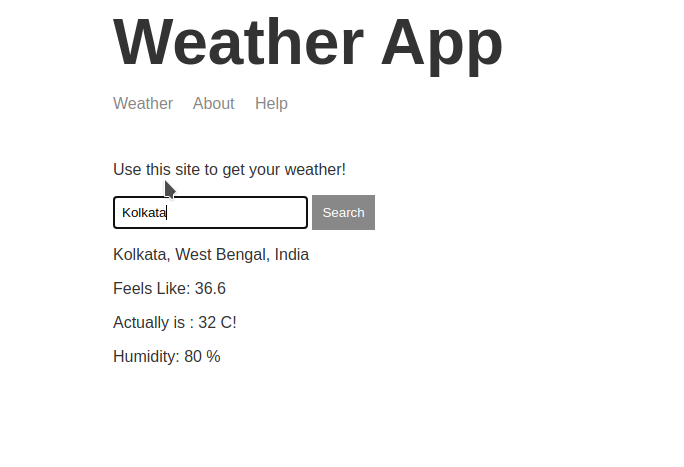 Weather App
Weather About Help
Use this site to get your weather!
Kolkata Search
Kolkata, West Bengal, India
Feels Like: 36.6
Actually is : 32 C!
Humidity: 80 %